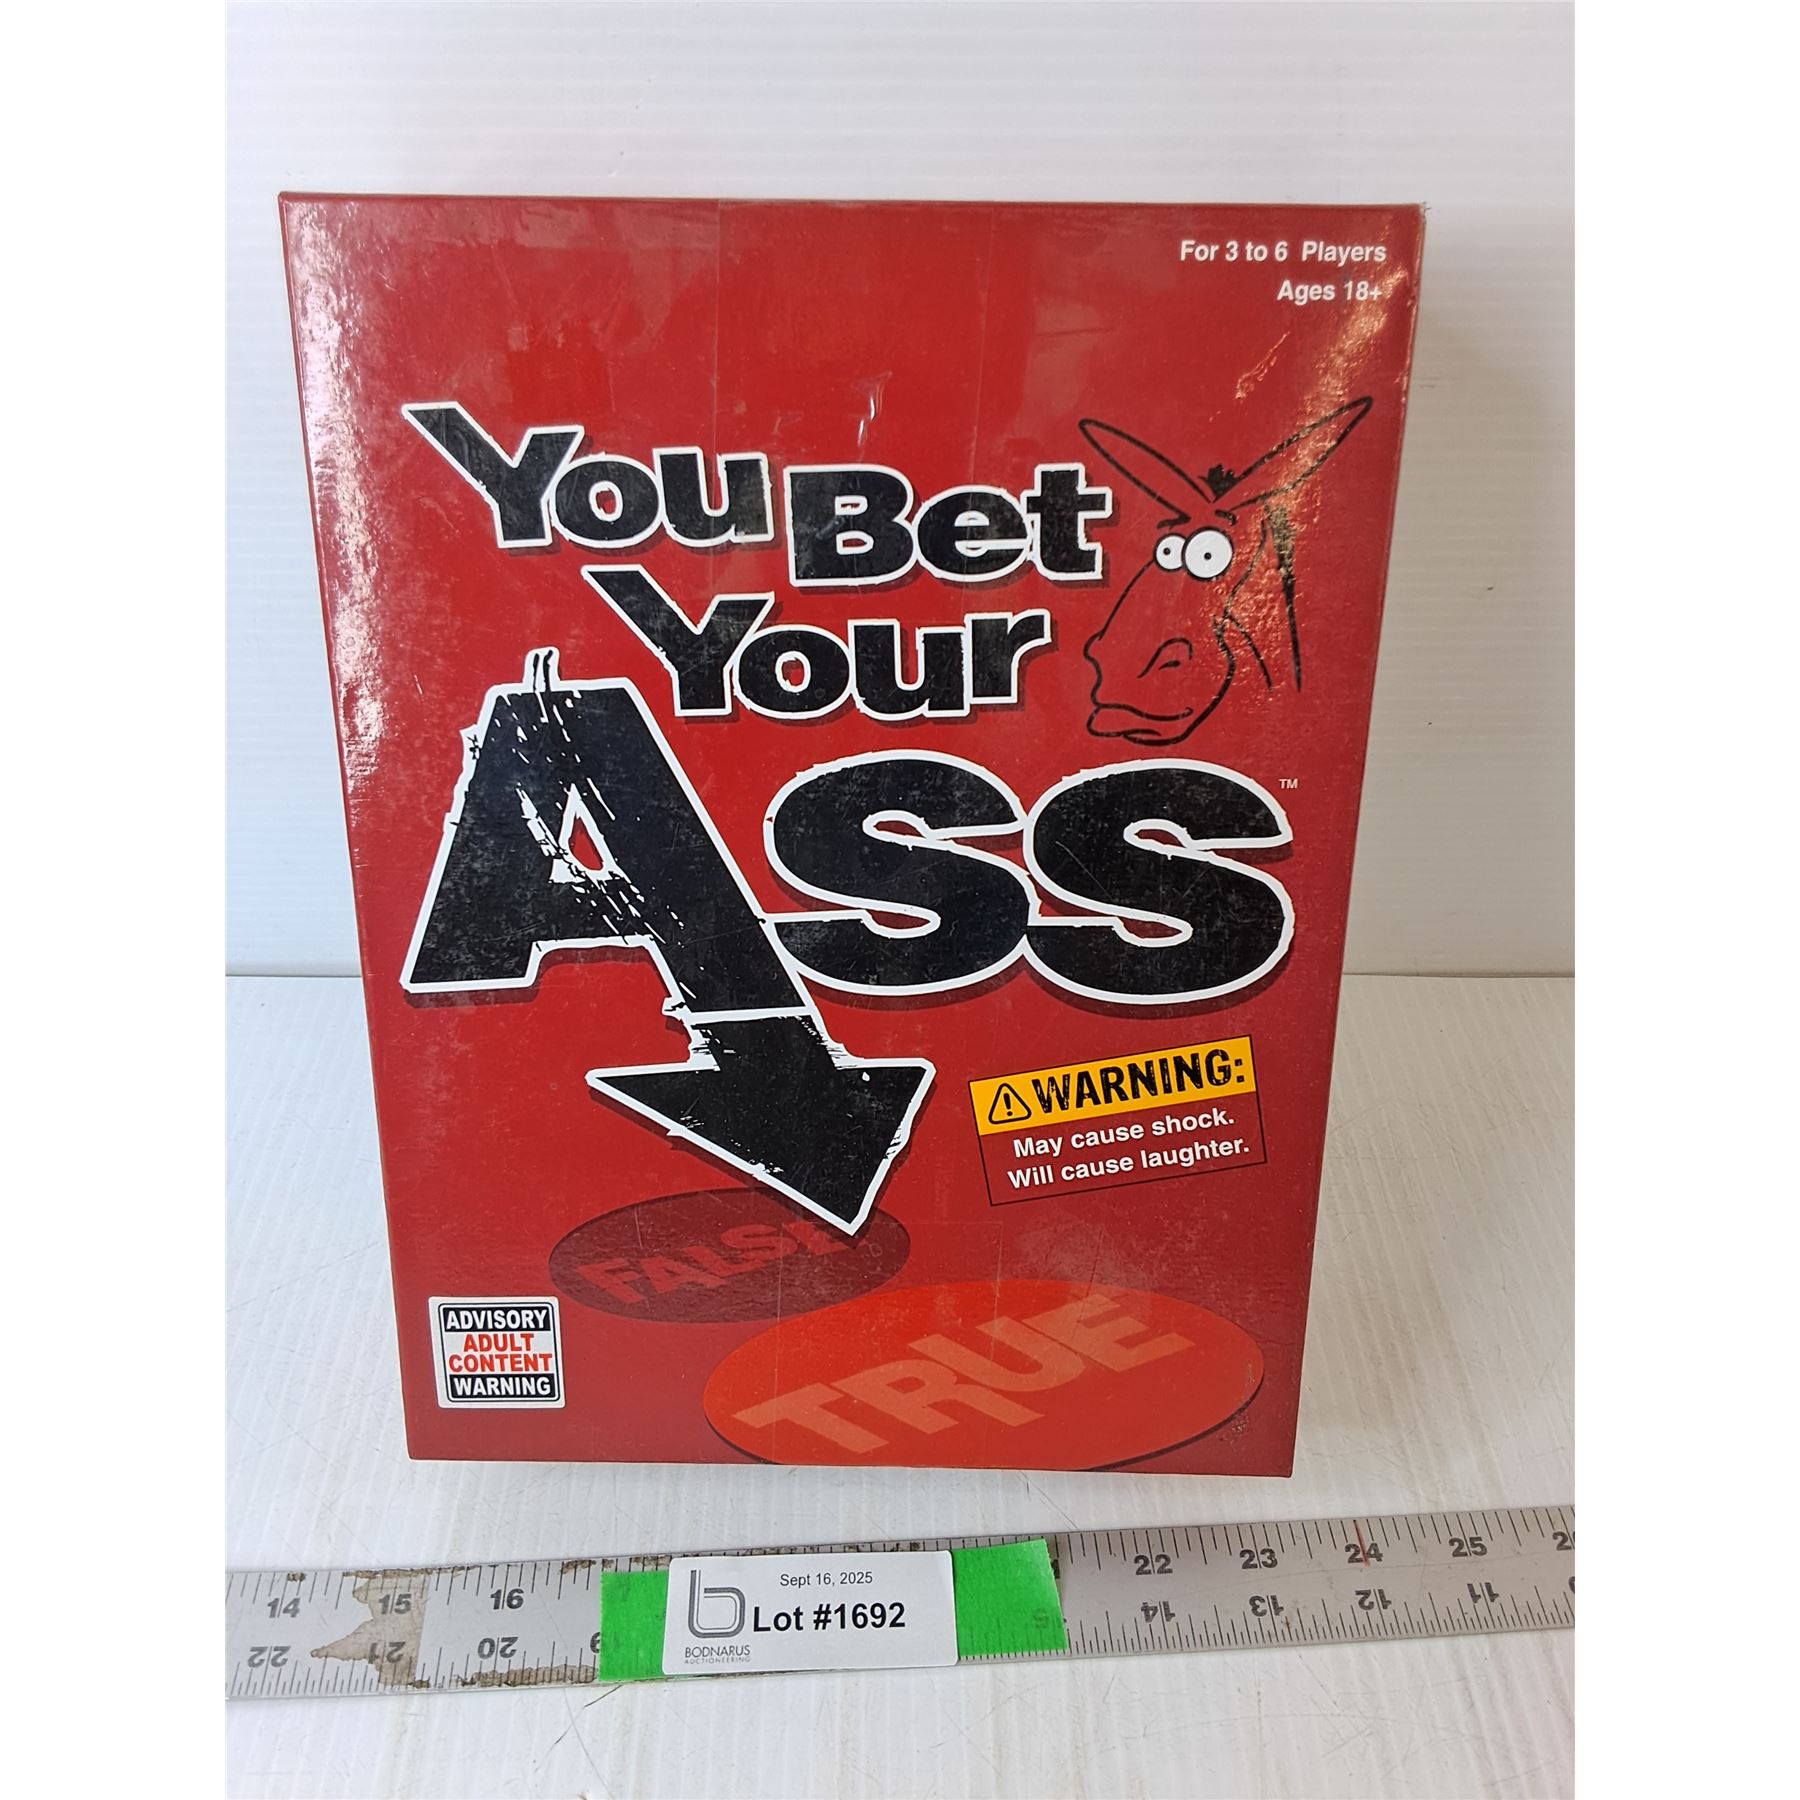 For 3 to 6 Players
Ages 18+
You Bet
Your
Ass
TM
WARNING:
May cause shock.
Will cause laughter.
FALSE
TRUE
ADVISORY
ADULT
CONTENT
WARNING
14 15 16 22 23 24 25
22 21 20 14 13 12 11
Sept 16, 2025
b Lot #1692
BODNARUS
AUCTIONEERING